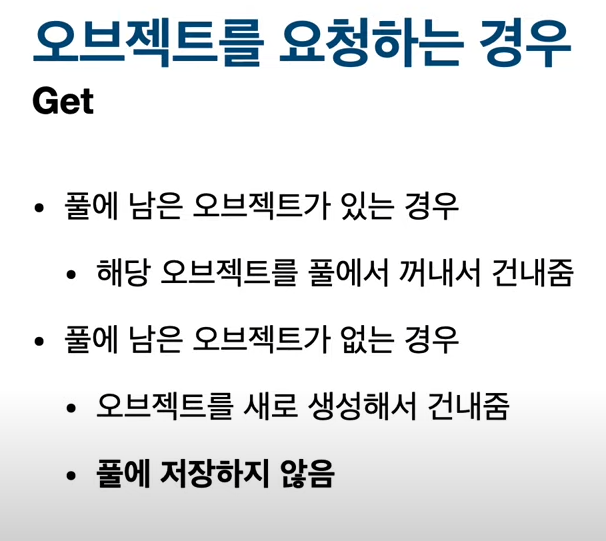 오브젝트를 요청하는 경우
Get
• 풀에 남은 오브젝트가 있는 경우
• 해당 오브젝트를 풀에서 꺼내서 건내줌
• 풀에 남은 오브젝트가 없는 경우
• 오브젝트를 새로 생성해서 건내줌
• 풀에 저장하지 않음